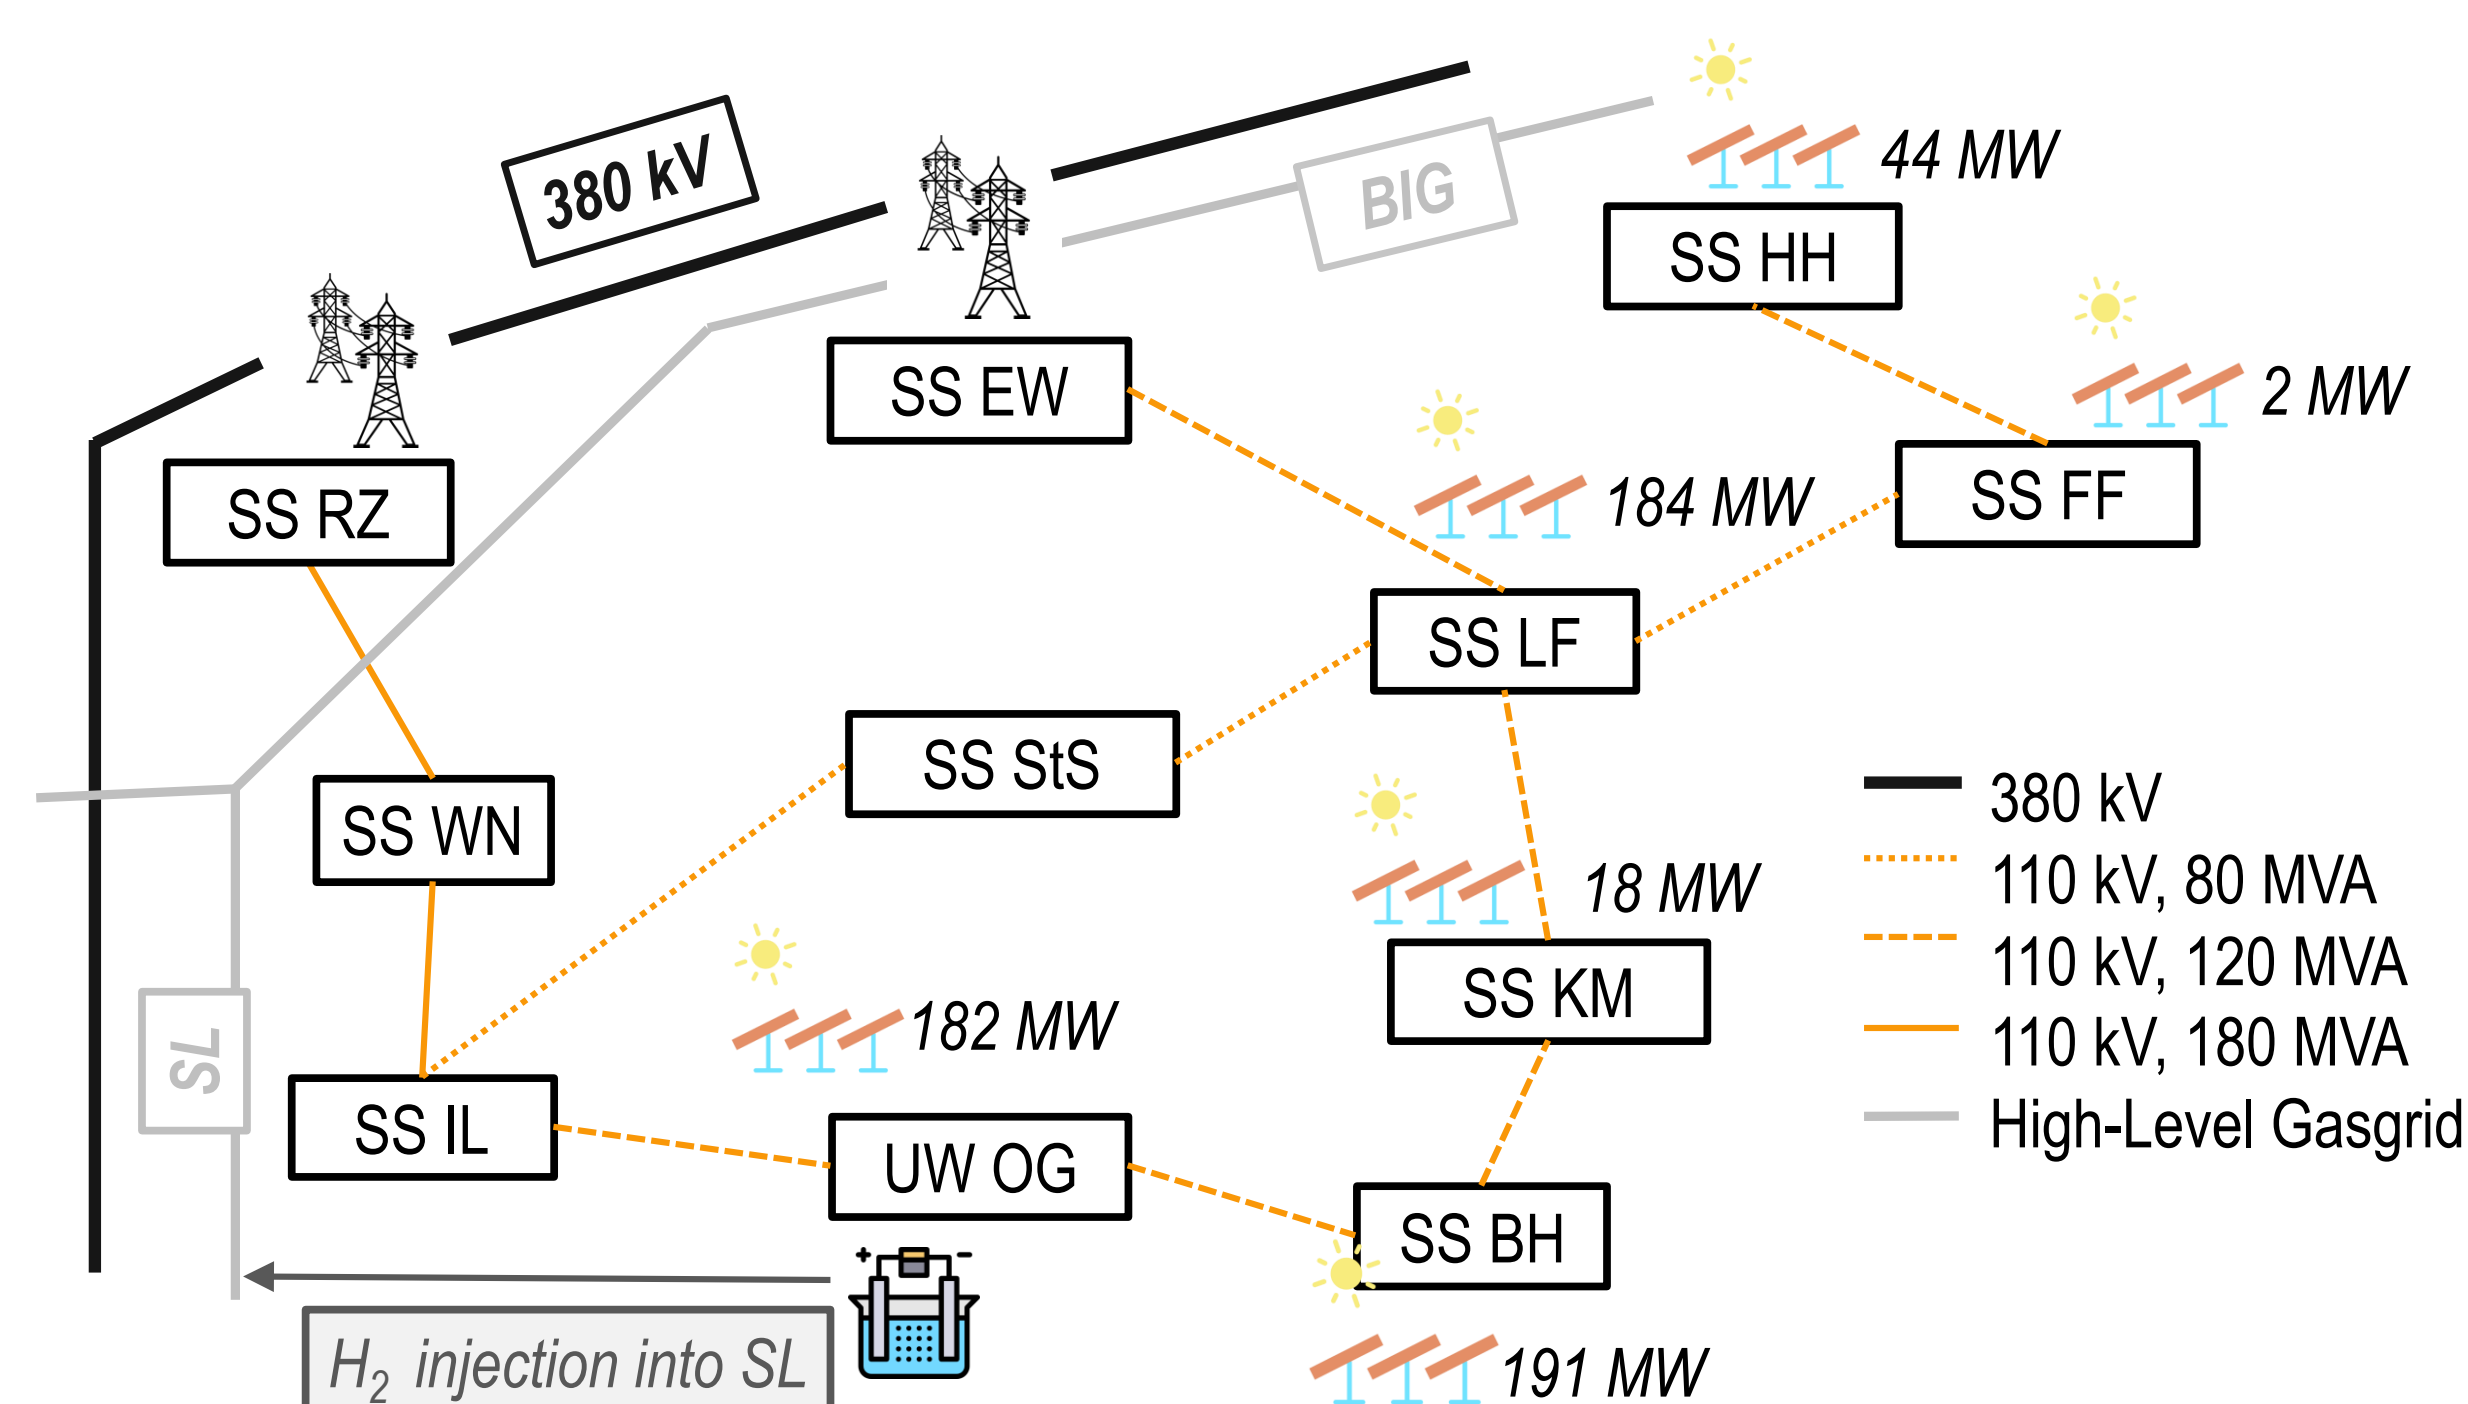 380 kV
BIG
44 MW
SS HH
2 MW
SS EW
SS FF
184 MW
SS RZ
SS LF
SS StS
SS WN
18 MW
SS KM
182 MW
SL
SS IL
UW OG
SS BH
191 MW
H₂ injection into SL
+ −
380 kV
110 kV, 80 MVA
110 kV, 120 MVA
110 kV, 180 MVA
High-Level Gasgrid